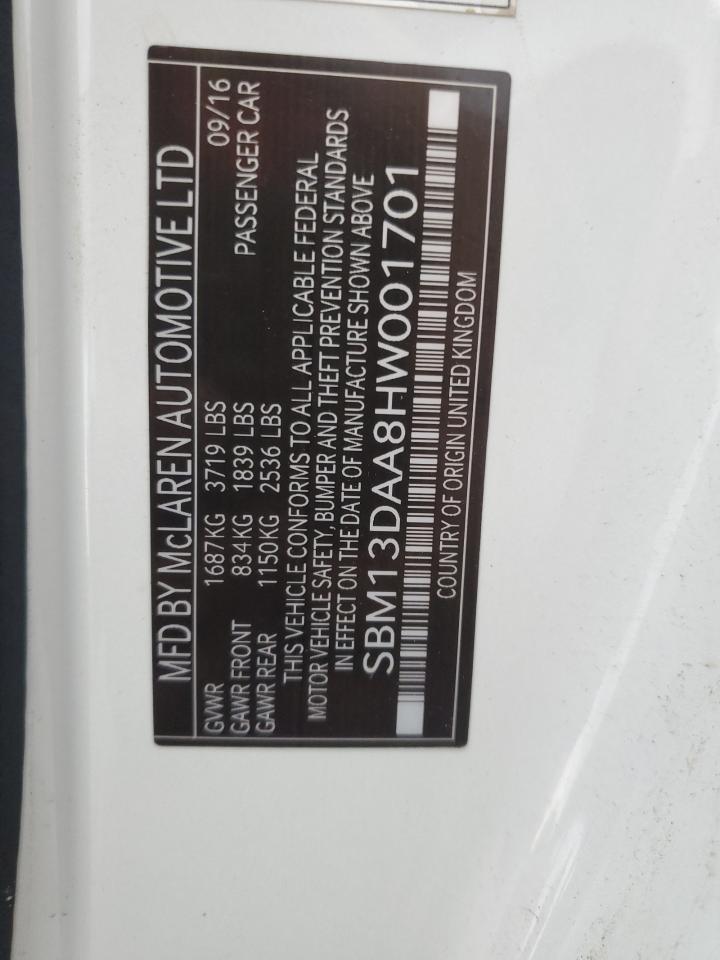 MFD BY McLAREN AUTOMOTIVE LTD
GVWR 1687KG 3719 LBS 09/16
GAWR FRONT 834KG 1839 LBS PASSENGER CAR
GAWR REAR 1150KG 2536 LBS
THIS VEHICLE CONFORMS TO ALL APPLICABLE FEDERAL
MOTOR VEHICLE SAFETY, BUMPER AND THEFT PREVENTION STANDARDS
IN EFFECT ON THE DATE OF MANUFACTURE SHOWN ABOVE
SBM13DAA8HW001701
COUNTRY OF ORIGIN UNITED KINGDOM